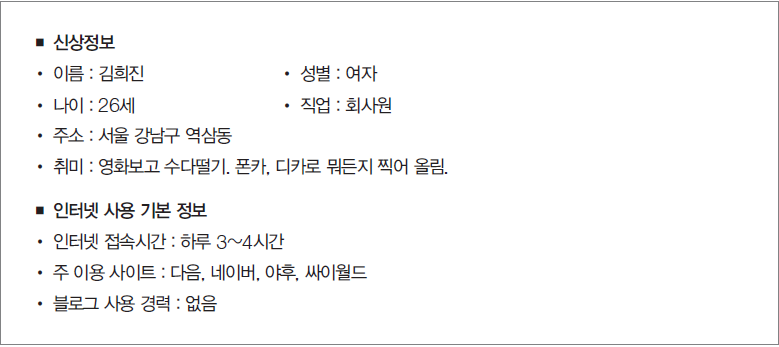 ■ 신상정보
• 이름 : 김희진 • 성별 : 여자
• 나이 : 26세 • 직업 : 회사원
• 주소 : 서울 강남구 역삼동
• 취미 : 영화보고 수다떨기. 폰카, 디카로 뭐든지 찍어 올림.
■ 인터넷 사용 기본 정보
• 인터넷 접속시간 : 하루 3~4시간
• 주 이용 사이트 : 다음, 네이버, 야후, 싸이월드
• 블로그 사용 경력 : 없음